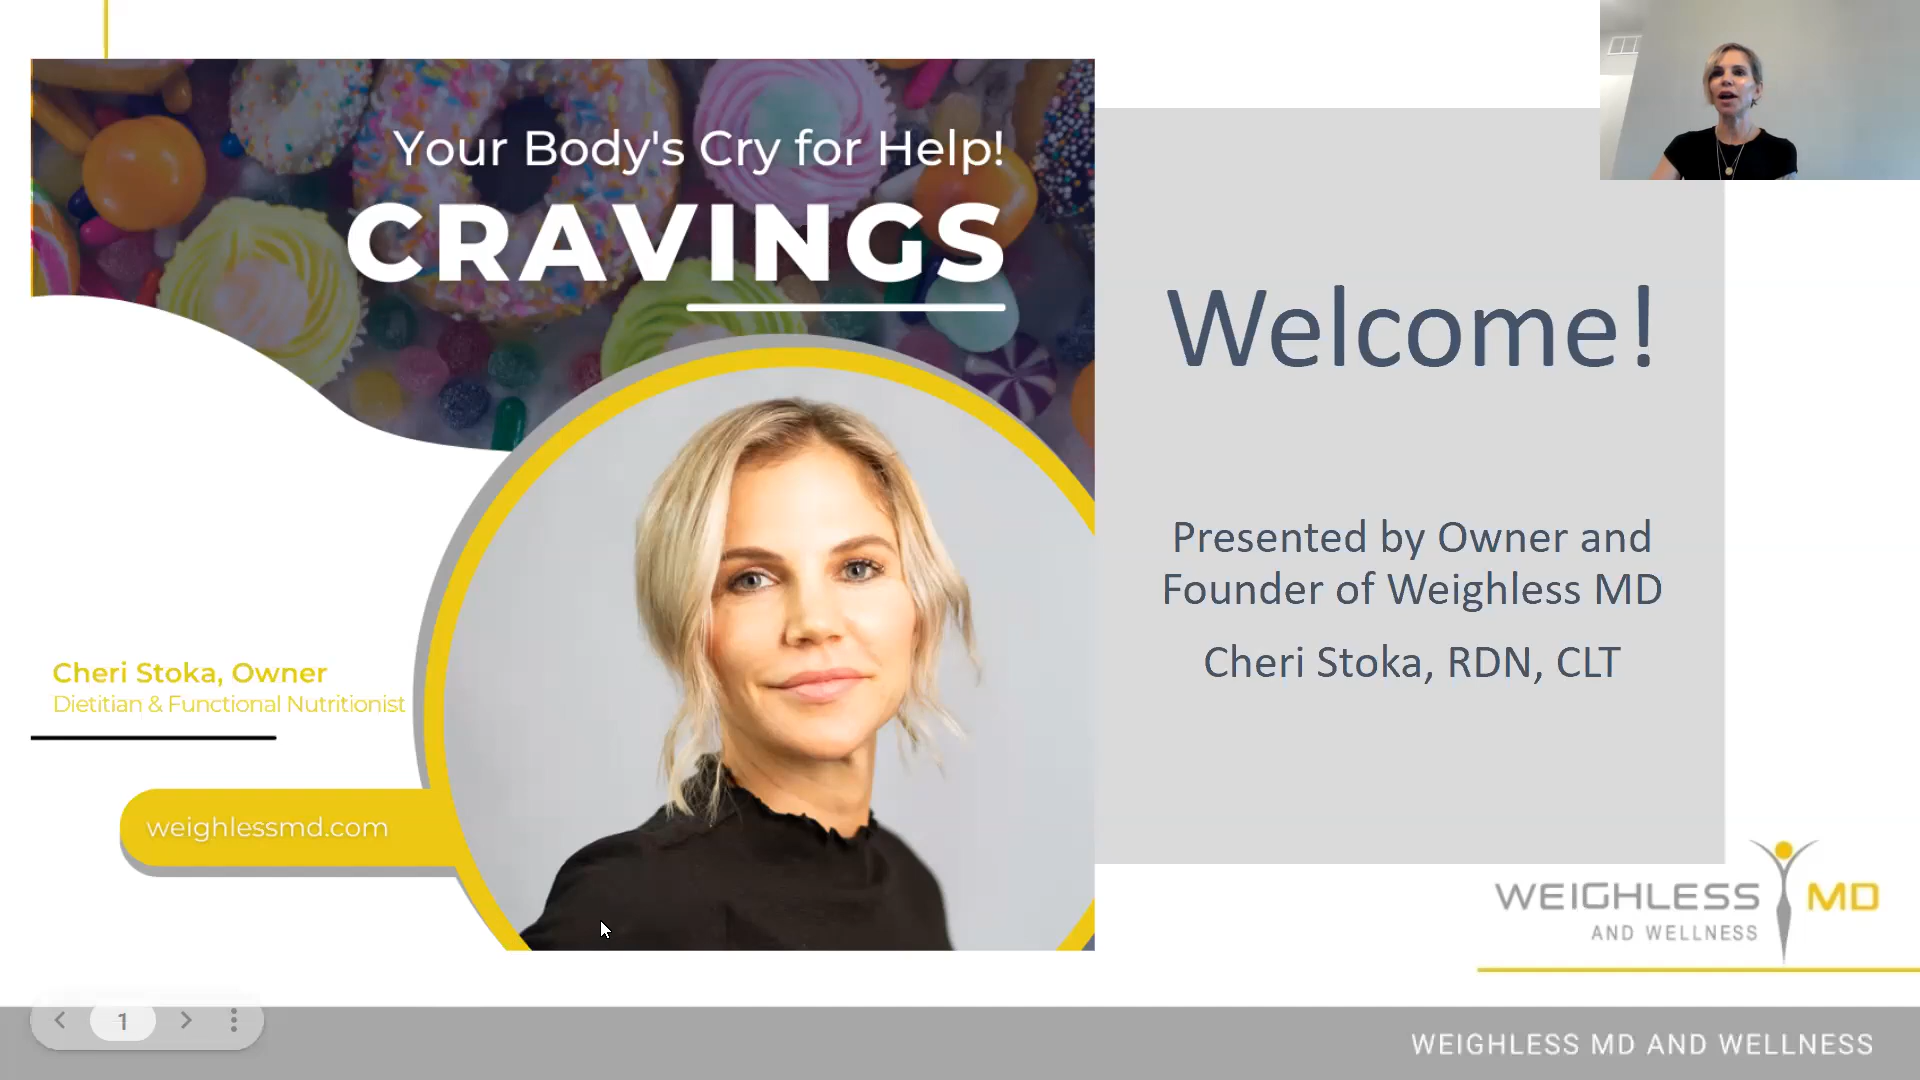 Your Body's Cry for Help!
CRAVINGS
Cheri Stoka, Owner
Dietitian & Functional Nutritionist
weighlessmd.com
Welcome!
Presented by Owner and
Founder of Weighless MD
Cheri Stoka, RDN, CLT
WEIGHLESS MD
AND WELLNESS
1
WEIGHLESS MD AND WELLNESS